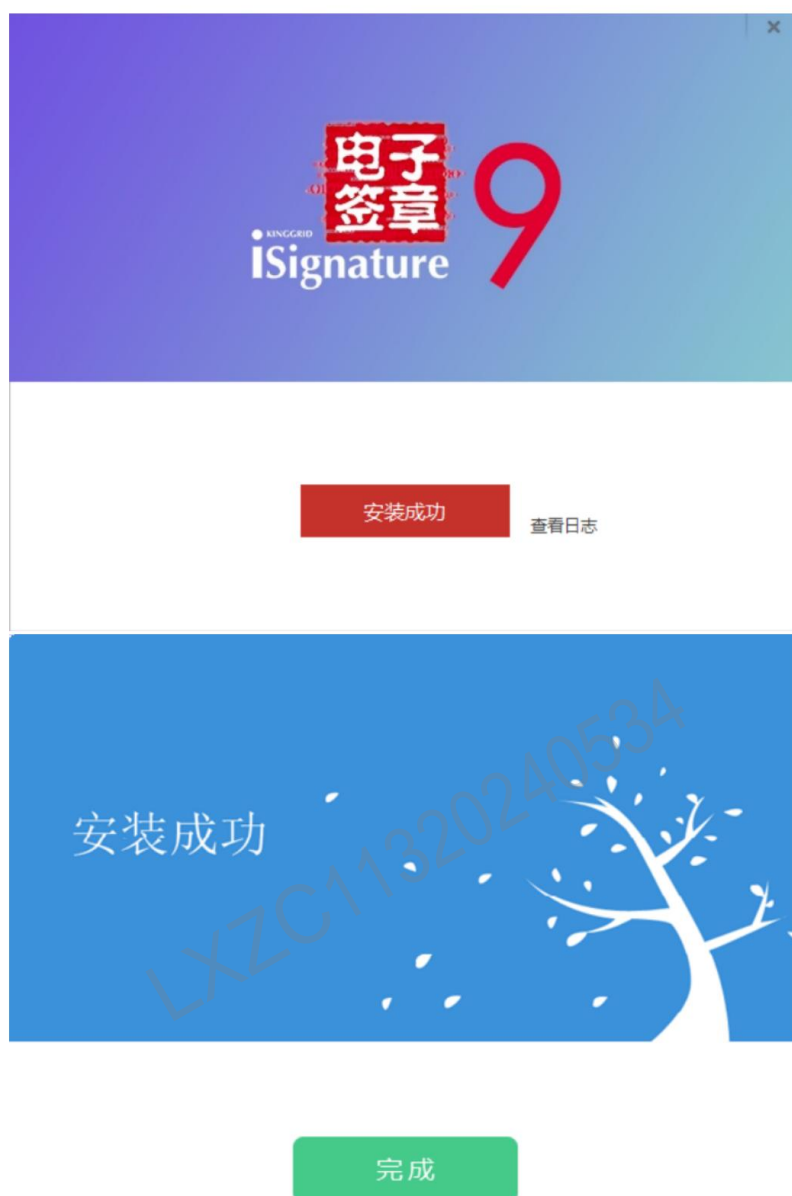 电子
签章
9
KINGGRID
iSignature
安装成功
查看日志
安装成功
LXZC11320240534
完成